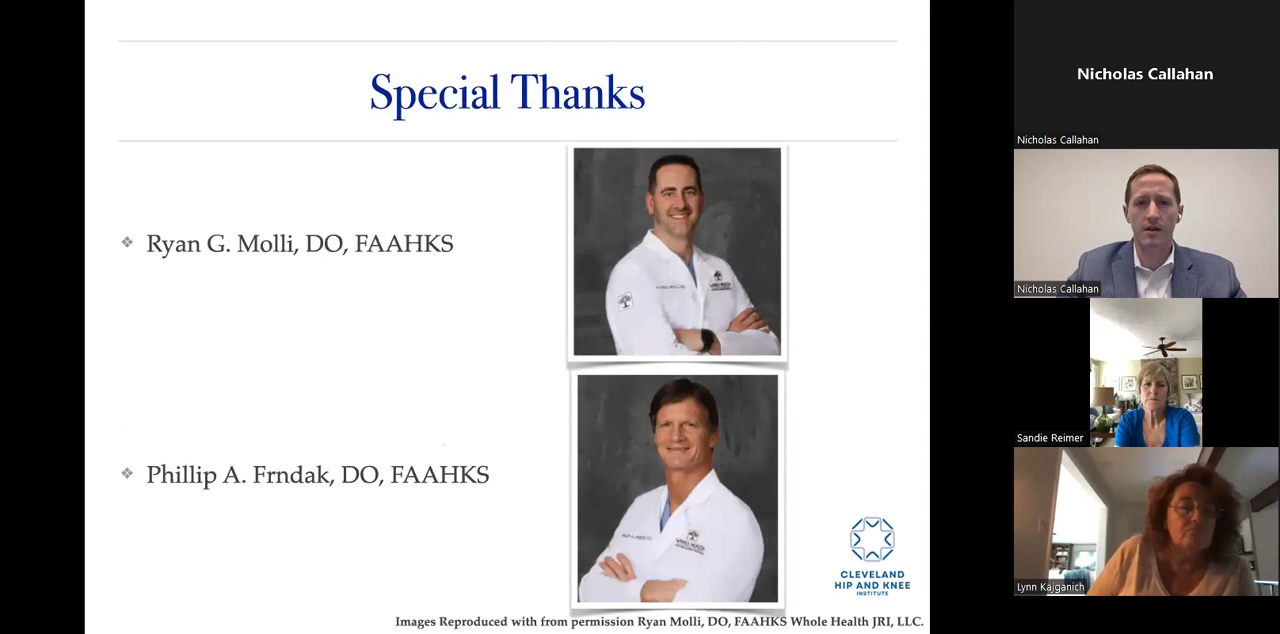 Special Thanks
Ryan G. Molli, DO, FAAHKS
Phillip A. Frndak, DO, FAAHKS
CLEVELAND
HIP AND KNEE
INSTITUTE
Images Reproduced with from permission Ryan Molli, DO, FAAHKS Whole Health JRI, LLC.
Nicholas Callahan
Nicholas Callahan
Nicholas Callahan
Sandie Reimer
Lynn Kajganich